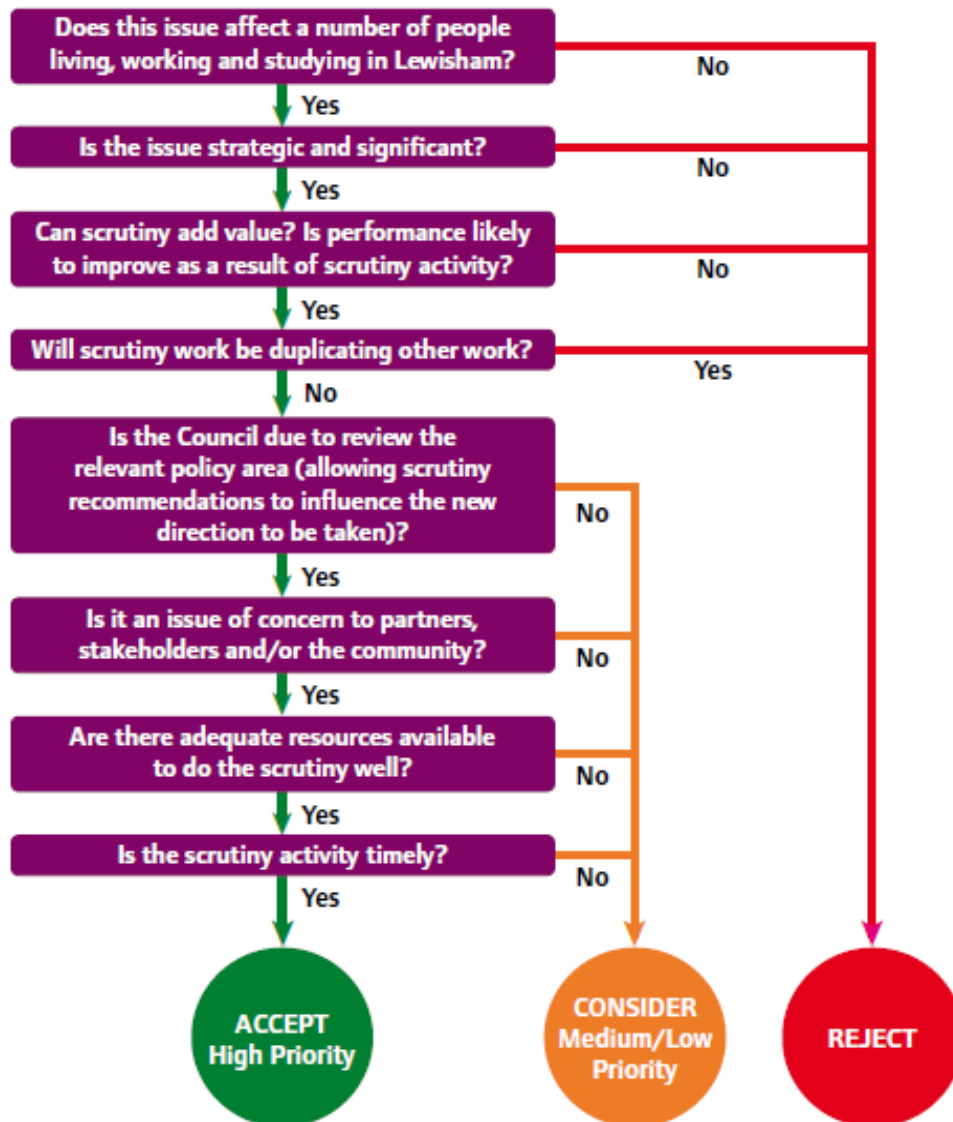 Does this issue affect a number of people
living, working and studying in Lewisham?
No
Yes
Is the issue strategic and significant?
No
Yes
Can scrutiny add value? Is performance likely
to improve as a result of scrutiny activity?
No
Yes
Will scrutiny work be duplicating other work?
Yes
No
Is the Council due to review the
relevant policy area (allowing scrutiny
recommendations to influence the new
direction to be taken)?
No
Yes
Is it an issue of concern to partners,
stakeholders and/or the community?
No
Yes
Are there adequate resources available
to do the scrutiny well?
No
Yes
Is the scrutiny activity timely?
No
Yes
ACCEPT
High Priority
CONSIDER
Medium/Low
Priority
REJECT